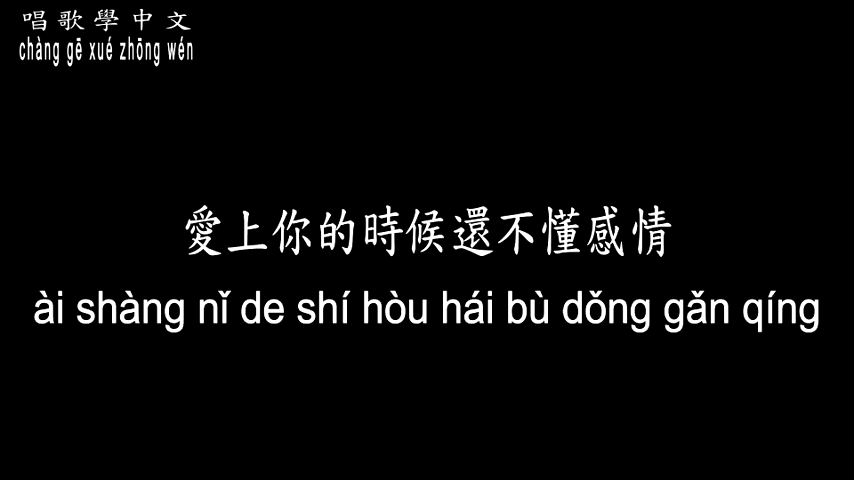 唱歌學中文
chàng gē xué zhōng wén
愛上你的時候還不懂感情
ài shàng nǐ de shí hòu hái bù dǒng gǎn qíng